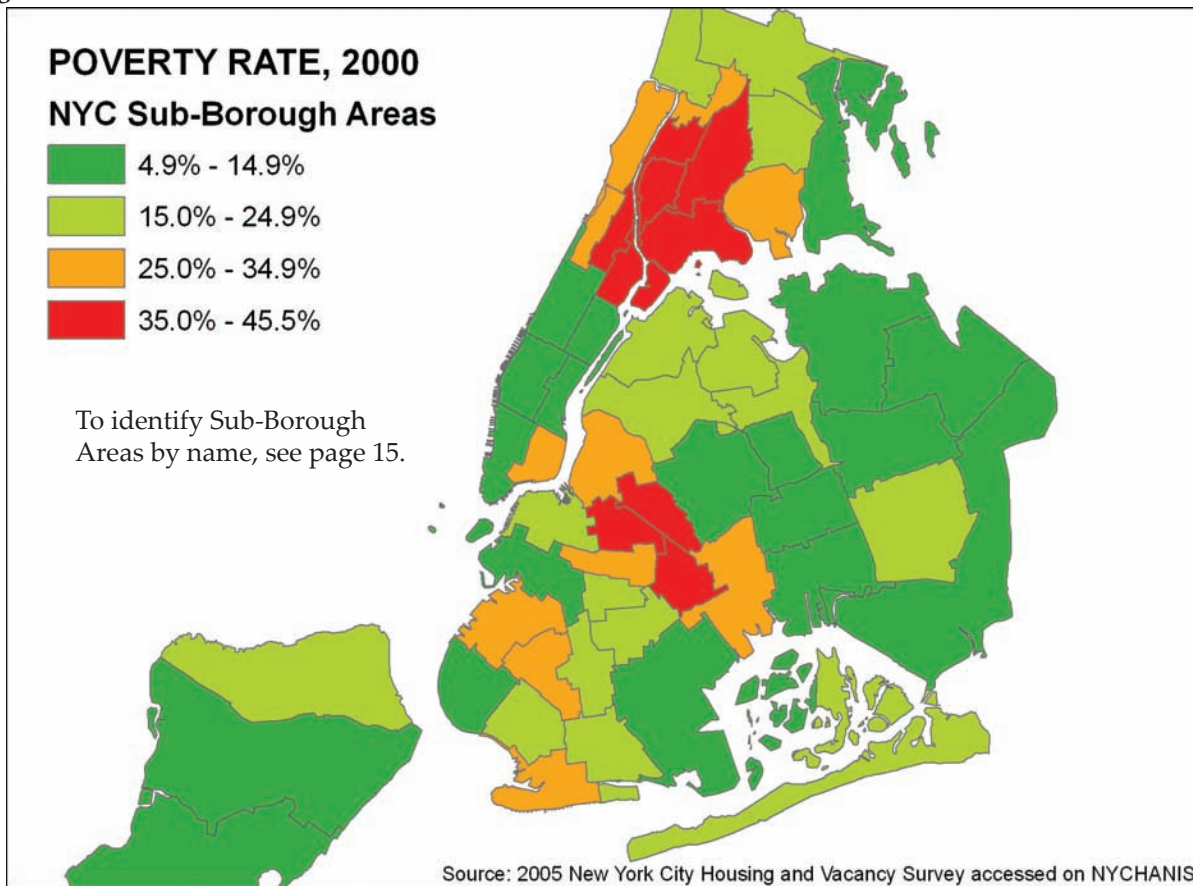 POVERTY RATE, 2000
NYC Sub-Borough Areas
4.9% - 14.9%
15.0% - 24.9%
25.0% - 34.9%
35.0% - 45.5%
To identify Sub-Borough
Areas by name, see page 15.
Source: 2005 New York City Housing and Vacancy Survey accessed on NYCHANIS